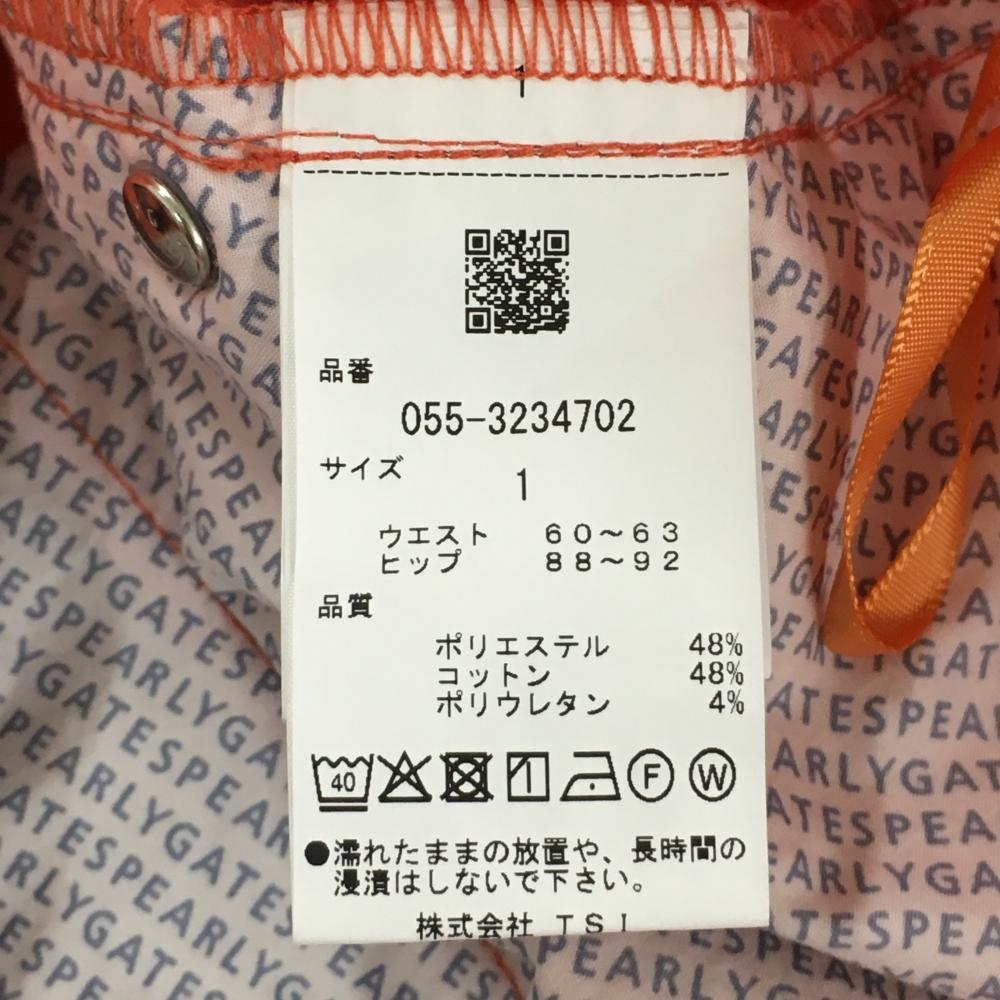 1
品番
055-3234702
サイズ
1
ウエスト 60~63
ヒップ 88~92
品質
ポリエステル 48%
コットン 48%
ポリウレタン 4%
40 F W
●濡れたままの放置や、長時間の
浸漬はしないで下さい。
株式会社 TSI
PEARLYGATES